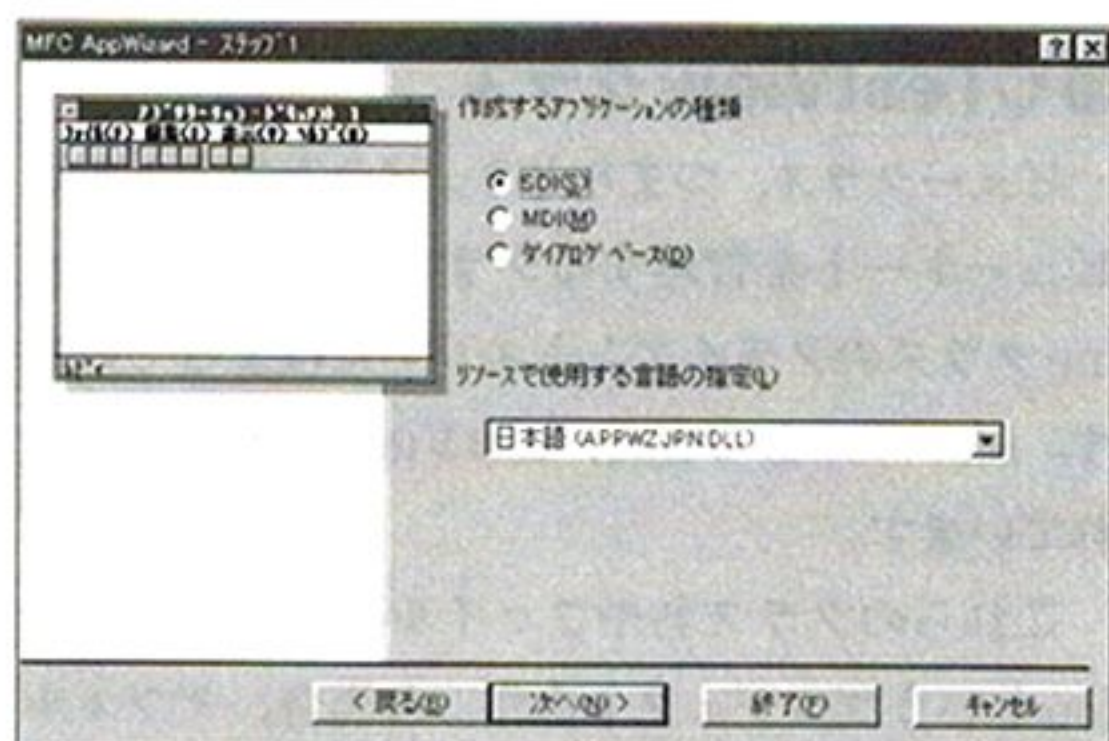 MFC AppWizard - ステップ 1
作成するアプリケーションの種類
SDI(S)
MDI(M)
ダイアログ ベース(D)
リソースで使用する言語の指定(L)
日本語 (APPWZJPN.DLL)
< 戻る(B)
次へ(N) >
終了(F)
キャンセル